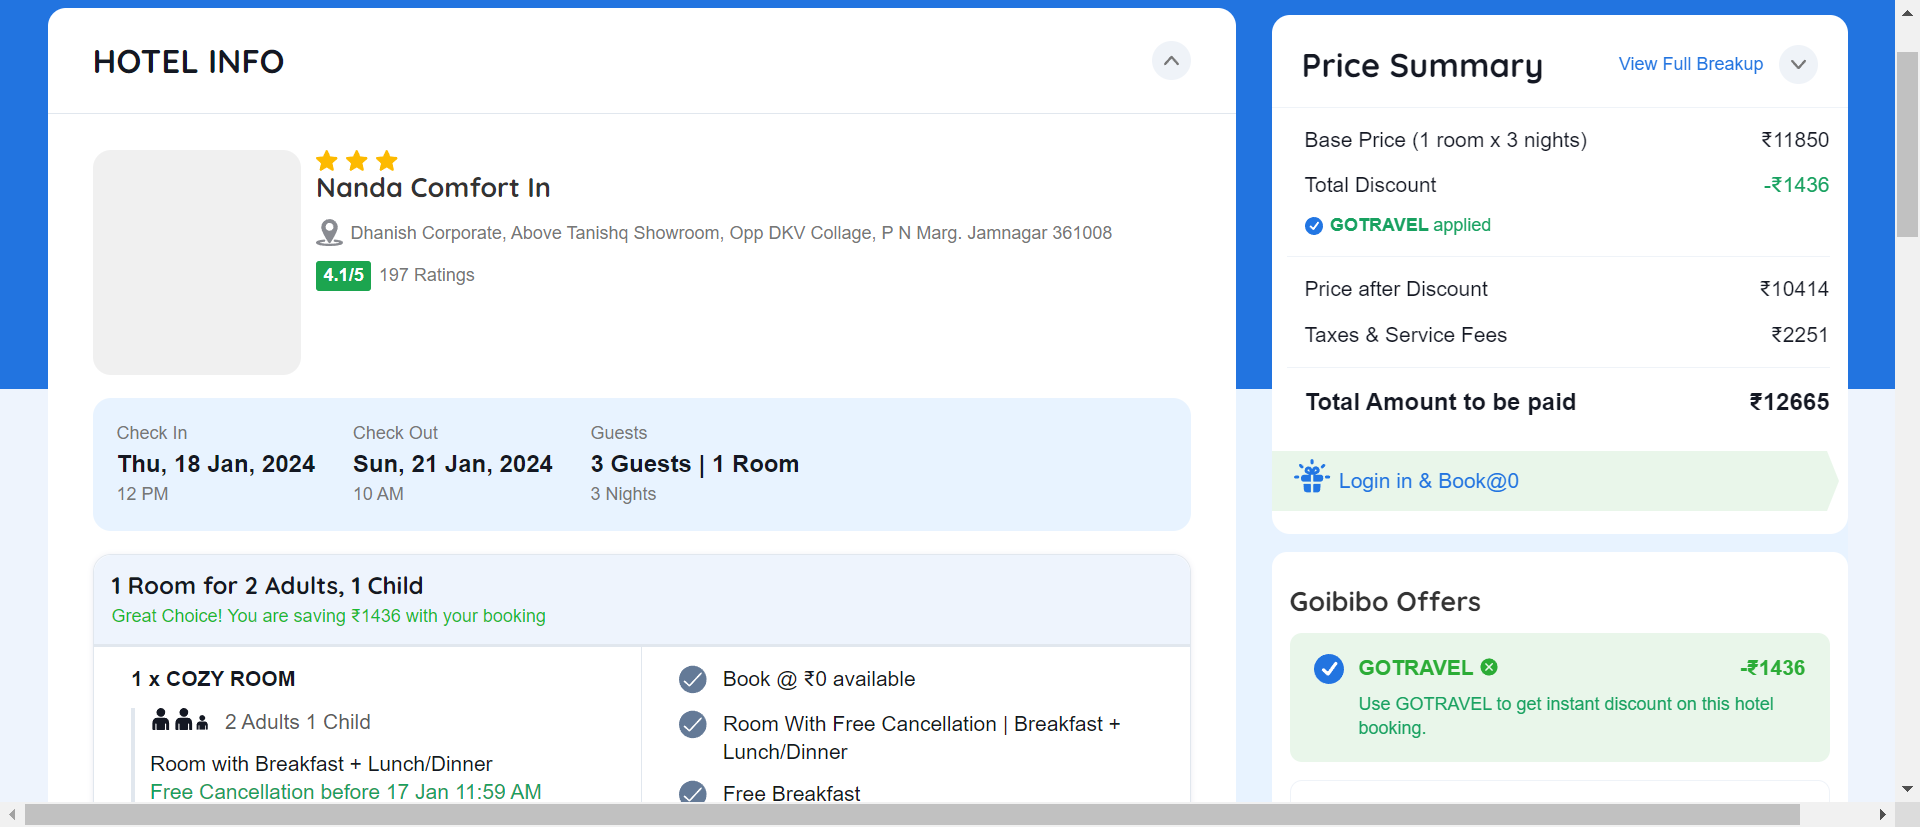 HOTEL INFO
Nanda Comfort In
Dhanish Corporate, Above Tanishq Showroom, Opp DKV Collage, P N Marg. Jamnagar 361008
4.1/5 197 Ratings
Check In
Thu, 18 Jan, 2024
12 PM
Check Out
Sun, 21 Jan, 2024
10 AM
Guests
3 Guests | 1 Room
3 Nights
1 Room for 2 Adults, 1 Child
Great Choice! You are saving ₹1436 with your booking
1 x COZY ROOM
2 Adults 1 Child
Room with Breakfast + Lunch/Dinner
Free Cancellation before 17 Jan 11:59 AM
Book @ ₹0 available
Room With Free Cancellation | Breakfast +
Lunch/Dinner
Free Breakfast
Price Summary
View Full Breakup
Base Price (1 room x 3 nights) ₹11850
Total Discount -₹1436
GOTRAVEL applied
Price after Discount ₹10414
Taxes & Service Fees ₹2251
Total Amount to be paid ₹12665
Login in & Book@0
Goibibo Offers
GOTRAVEL -₹1436
Use GOTRAVEL to get instant discount on this hotel
booking.